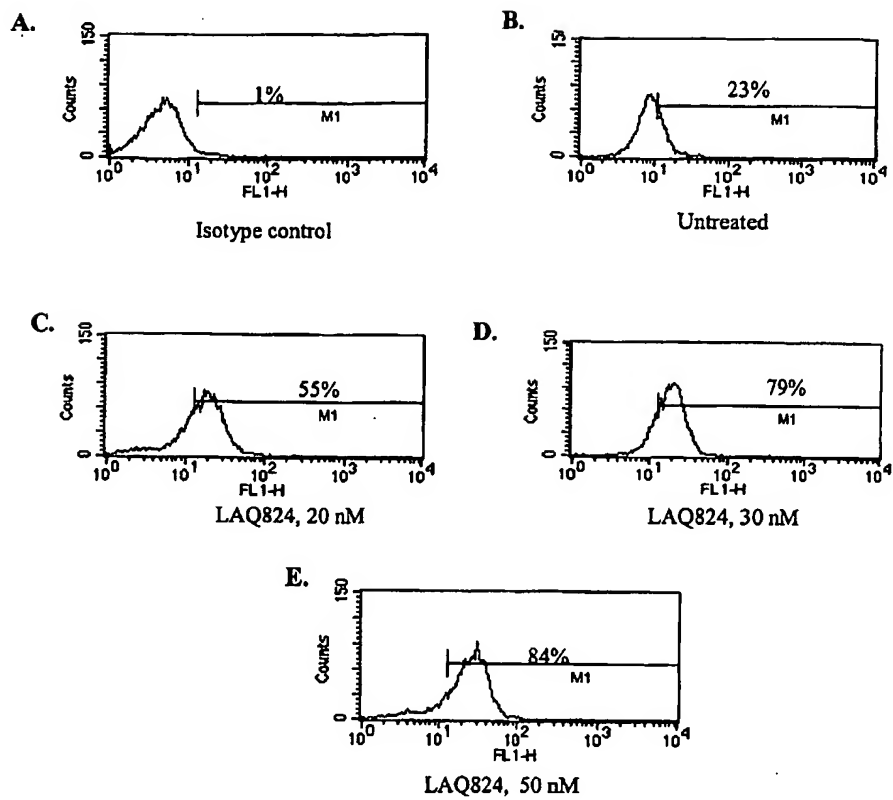 A.
150
Counts
0
1%
M1
10^0 10^1 10^2 10^3 10^4
FL1-H
Isotype control
B.
150
Counts
0
23%
M1
10^0 10^1 10^2 10^3 10^4
FL1-H
Untreated
C.
150
Counts
0
55%
M1
10^0 10^1 10^2 10^3 10^4
FL1-H
LAQ824, 20 nM
D.
150
Counts
0
79%
M1
10^0 10^1 10^2 10^3 10^4
FL1-H
LAQ824, 30 nM
E.
150
Counts
0
84%
M1
10^0 10^1 10^2 10^3 10^4
FL1-H
LAQ824, 50 nM